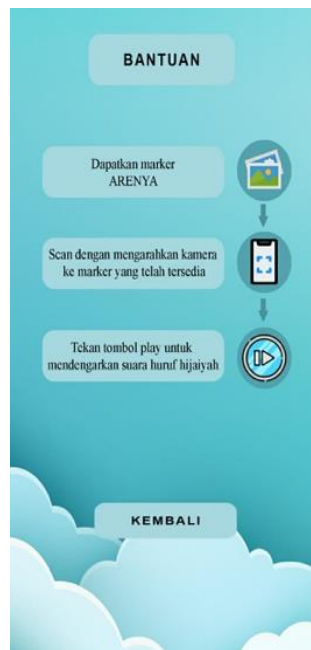 BANTUAN
Dapatkan marker
ARENYA
Scan dengan mengarahkan kamera
ke marker yang telah tersedia
Tekan tombol play untuk
mendengarkan suara huruf hijaiyah
KEMBALI